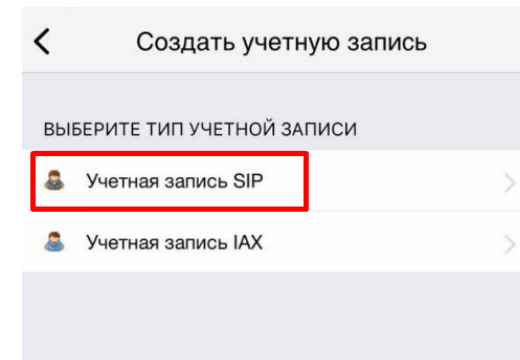 Создать учетную запись
ВЫБЕРИТЕ ТИП УЧЕТНОЙ ЗАПИСИ
Учетная запись SIP
Учетная запись IAX